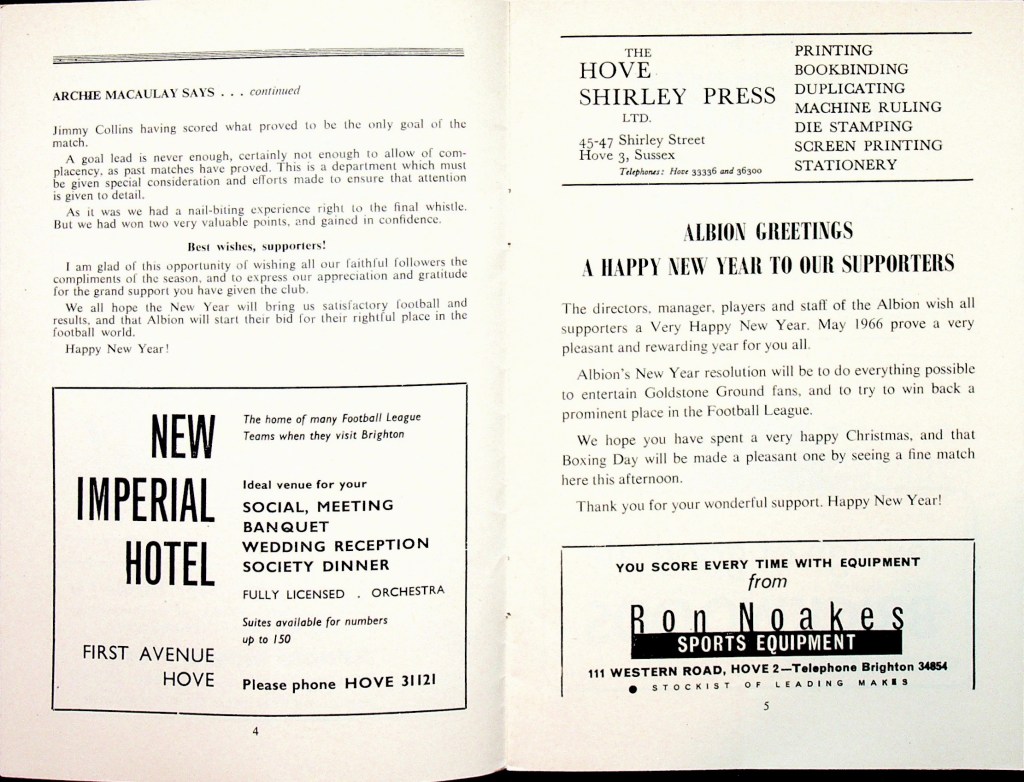 ARCHIE MACAULAY SAYS . . . continued
Jimmy Collins having scored what proved to be the only goal of the
match.
A goal lead is never enough, certainly not enough to allow of com-
placency, as past matches have proved. This is a department which must
be given special consideration and efforts made to ensure that attention
is given to detail.
As it was we had a nail-biting experience right to the final whistle.
But we had won two very valuable points, and gained in confidence.
Best wishes, supporters!
I am glad of this opportunity of wishing all our faithful followers the
compliments of the season, and to express our appreciation and gratitude
for the grand support you have given the club.
We all hope the New Year will bring us satisfactory football and
results, and that Albion will start their bid for their rightful place in the
football world.
Happy New Year!
NEW
IMPERIAL
HOTEL
FIRST AVENUE
HOVE
The home of many Football League
Teams when they visit Brighton
Ideal venue for your
SOCIAL, MEETING
BANQUET
WEDDING RECEPTION
SOCIETY DINNER
FULLY LICENSED . ORCHESTRA
Suites available for numbers
up to 150
Please phone HOVE 31121
4
THE
HOVE
SHIRLEY PRESS
LTD.
45-47 Shirley Street
Hove 3, Sussex
Telephones: Hove 33336 and 36300
PRINTING
BOOKBINDING
DUPLICATING
MACHINE RULING
DIE STAMPING
SCREEN PRINTING
STATIONERY
ALBION GREETINGS
A HAPPY NEW YEAR TO OUR SUPPORTERS
The directors, manager, players and staff of the Albion wish all
supporters a Very Happy New Year. May 1966 prove a very
pleasant and rewarding year for you all.
Albion's New Year resolution will be to do everything possible
to entertain Goldstone Ground fans, and to try to win back a
prominent place in the Football League.
We hope you have spent a very happy Christmas, and that
Boxing Day will be made a pleasant one by seeing a fine match
here this afternoon.
Thank you for your wonderful support. Happy New Year!
YOU SCORE EVERY TIME WITH EQUIPMENT
from
Ron Noakes
SPORTS EQUIPMENT
111 WESTERN ROAD, HOVE 2—Telephone Brighton 34854
● STOCKIST OF LEADING MAKES
5